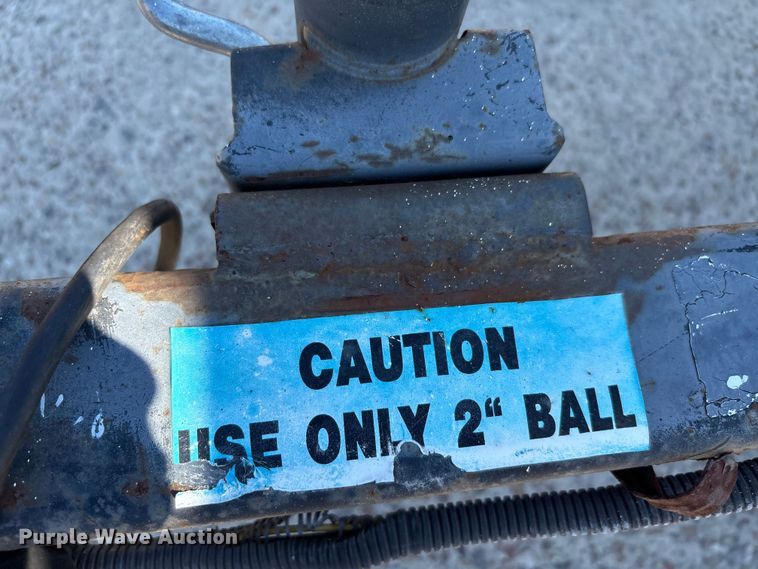 CAUTION
USE ONLY 2“ BALL
Purple Wave Auction